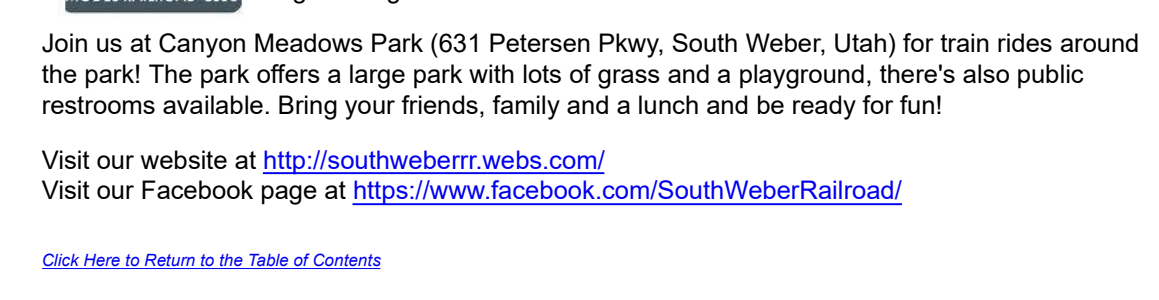 Join us at Canyon Meadows Park (631 Petersen Pkwy, South Weber, Utah) for train rides around
the park! The park offers a large park with lots of grass and a playground, there's also public
restrooms available. Bring your friends, family and a lunch and be ready for fun!
Visit our website at http://southweberrr.webs.com/
Visit our Facebook page at https://www.facebook.com/SouthWeberRailroad/
Click Here to Return to the Table of Contents